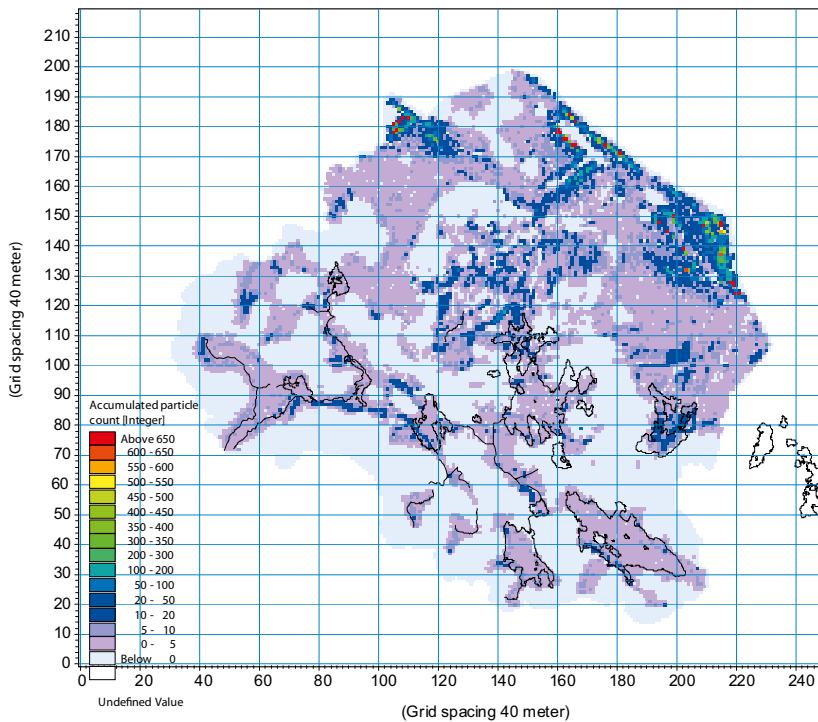 210
200
190
180
170
160
150
140
130
120
110
100
90
80
70
60
50
40
30
20
10
0
(Grid spacing 40 meter)
Accumulated particle
count [Integer]
Above 650
600 - 650
550 - 600
500 - 550
450 - 500
400 - 450
350 - 400
300 - 350
200 - 300
100 - 200
50 - 100
20 - 50
10 - 20
5 - 10
0 - 5
Below 0
Undefined Value
0 20 40 60 80 100 120 140 160 180 200 220 240
(Grid spacing 40 meter)